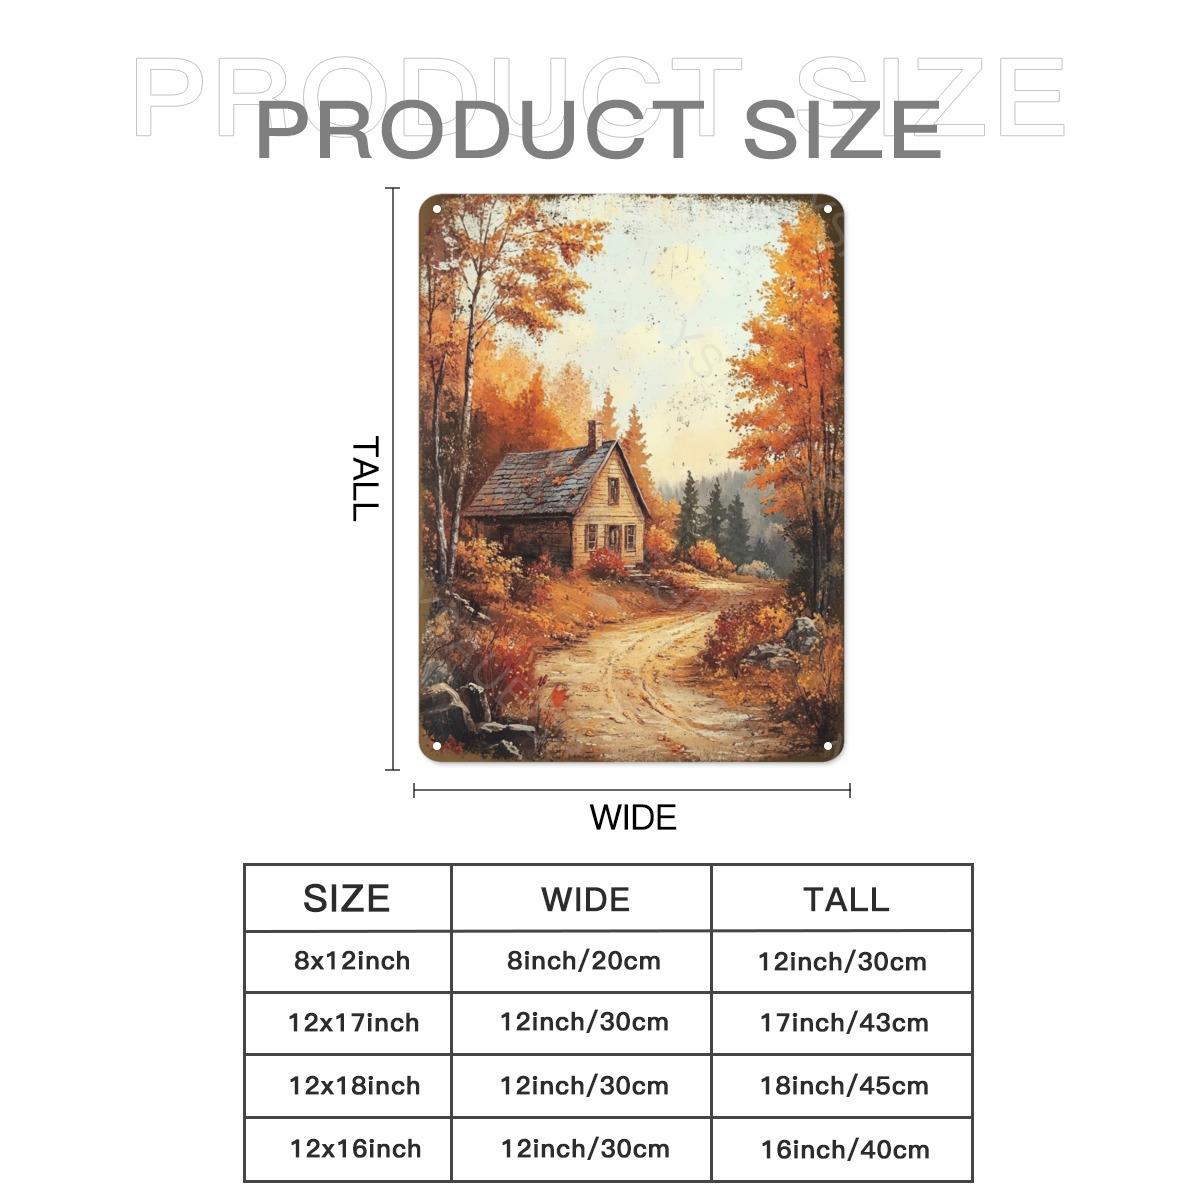 PRODUCT SIZE
PRODUCT SIZE
TALL
WIDE
SIZE WIDE TALL
8x12inch 8inch/20cm 12inch/30cm
12x17inch 12inch/30cm 17inch/43cm
12x18inch 12inch/30cm 18inch/45cm
12x16inch 12inch/30cm 16inch/40cm